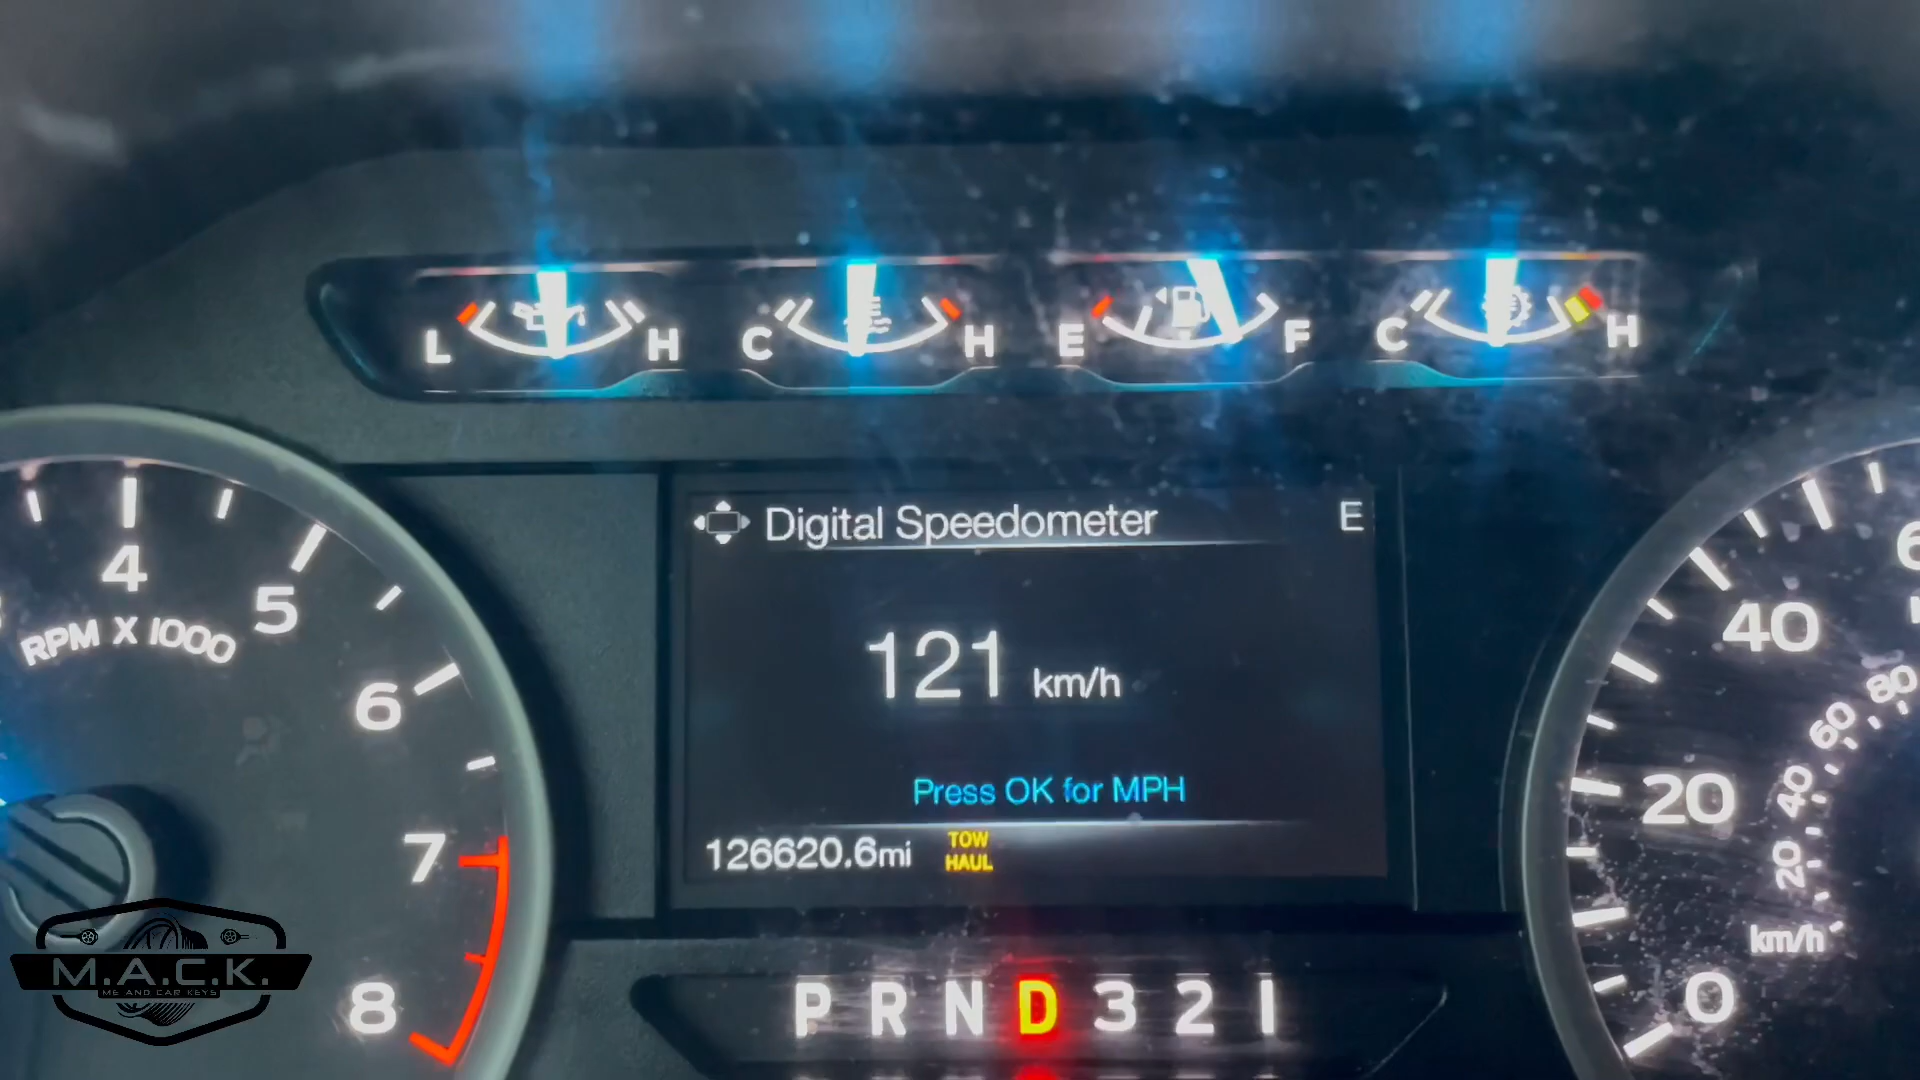 L H C H E F C H
Digital Speedometer E
121 km/h
Press OK for MPH
126620.6mi TOW HAUL
P R N D 3 2 1
4
5
6
7
8
RPM X 1000
40
20
0
80
60
40
20
km/h
M.A.C.K.
ME AND CAR KEYS